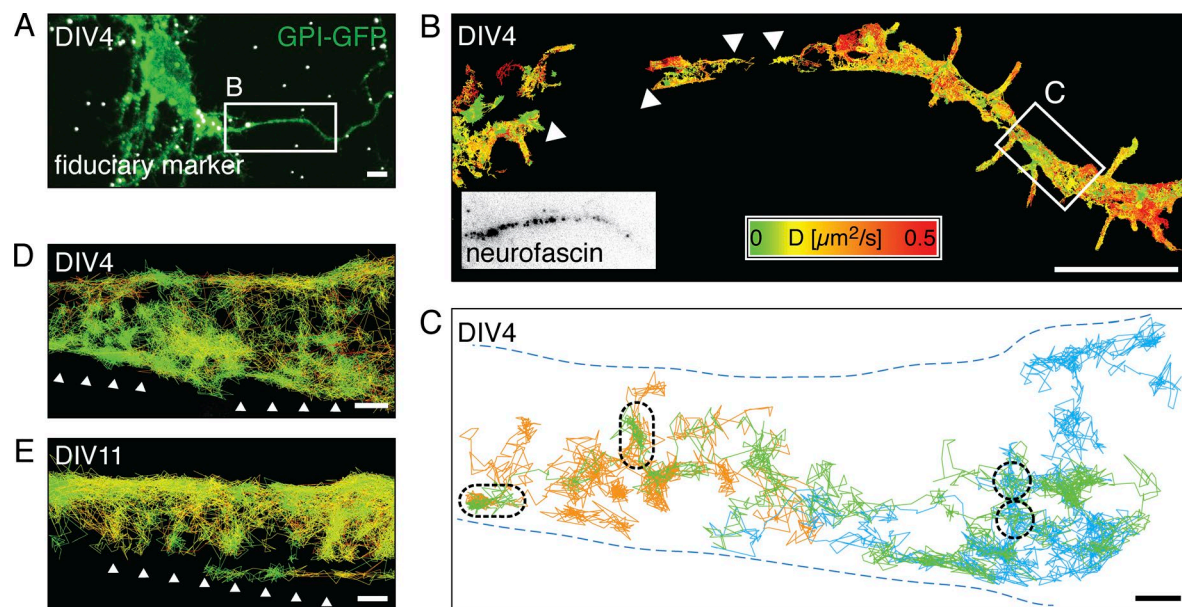 A
DIV4
GPI-GFP
B
fiduciary marker
B
DIV4
C
neurofascin
0 D [μm²/s] 0.5
D
DIV4
E
DIV11
C
DIV4